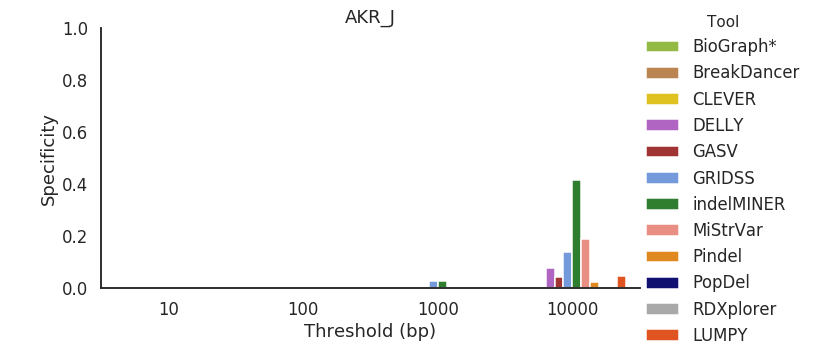 AKR_J
Tool
1.0
0.8
0.6
0.4
0.2
0.0
Specificity
10
100
1000
10000
Threshold (bp)
BioGraph*
BreakDancer
CLEVER
DELLY
GASV
GRIDSS
indelMINER
MiStrVar
Pindel
PopDel
RDXplorer
LUMPY